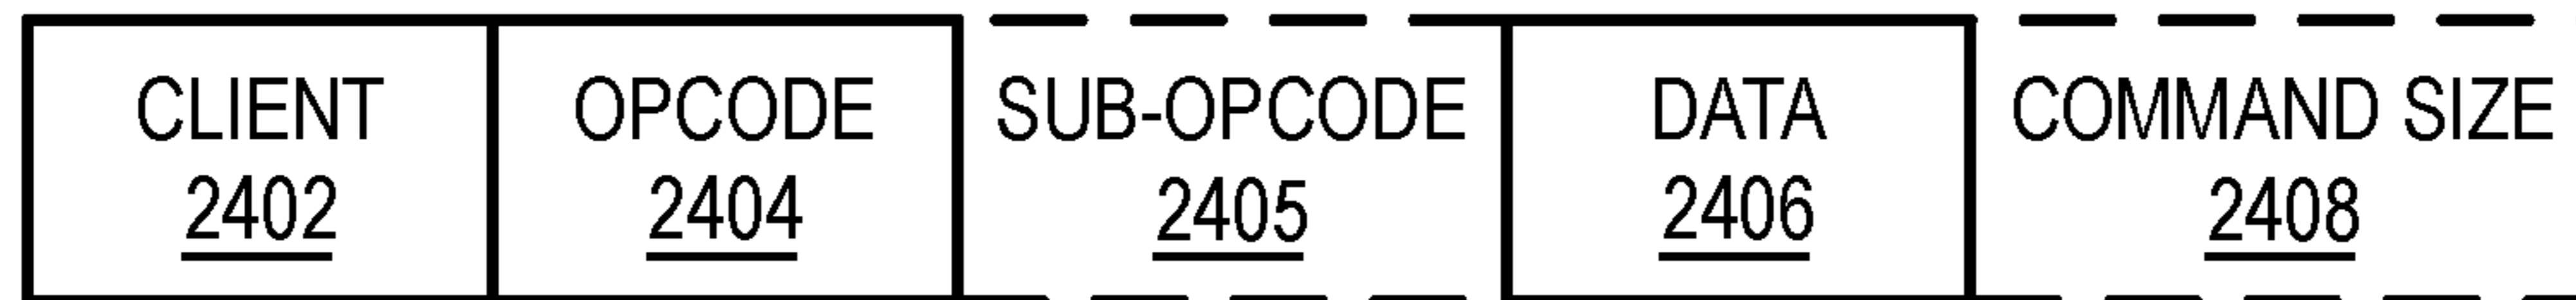 CLIENT OPCODE SUB-OPCODE DATA COMMAND SIZE
2402 2404 2405 2406 2408